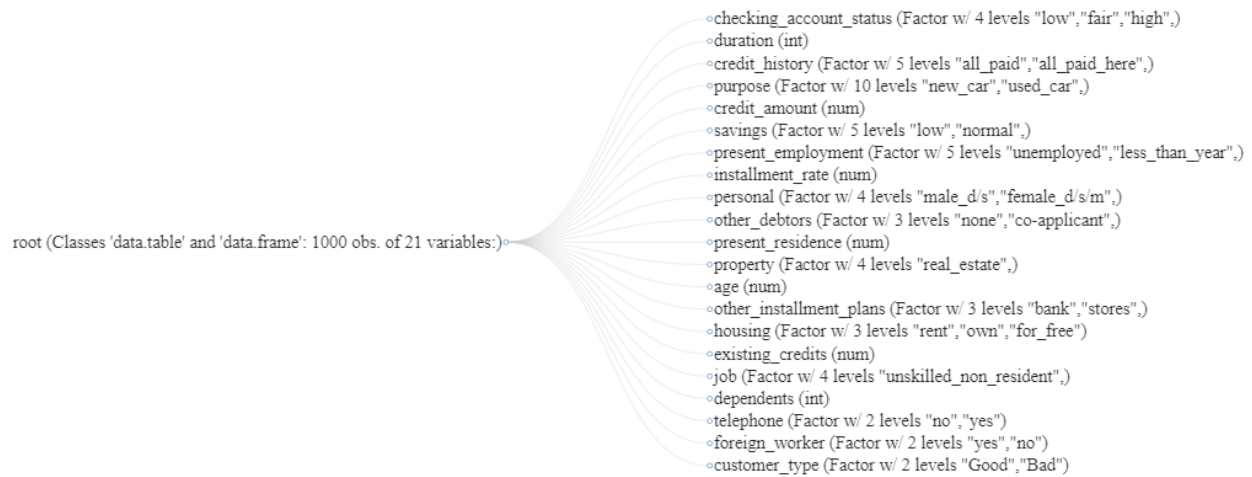 checking_account_status (Factor w/ 4 levels "low","fair","high",)
duration (int)
credit_history (Factor w/ 5 levels "all_paid","all_paid_here",)
purpose (Factor w/ 10 levels "new_car","used_car",)
credit_amount (num)
savings (Factor w/ 5 levels "low","normal",)
present_employment (Factor w/ 5 levels "unemployed","less_than_year",)
installment_rate (num)
personal (Factor w/ 4 levels "male_d/s","female_d/s/m",)
other_debtors (Factor w/ 3 levels "none","co-applicant",)
root (Classes 'data.table' and 'data.frame': 1000 obs. of 21 variables:)
present_residence (num)
property (Factor w/ 4 levels "real_estate",)
age (num)
other_installment_plans (Factor w/ 3 levels "bank","stores",)
housing (Factor w/ 3 levels "rent","own","for_free")
existing_credits (num)
job (Factor w/ 4 levels "unskilled_non_resident",)
dependents (int)
telephone (Factor w/ 2 levels "no","yes")
foreign_worker (Factor w/ 2 levels "yes","no")
customer_type (Factor w/ 2 levels "Good","Bad")